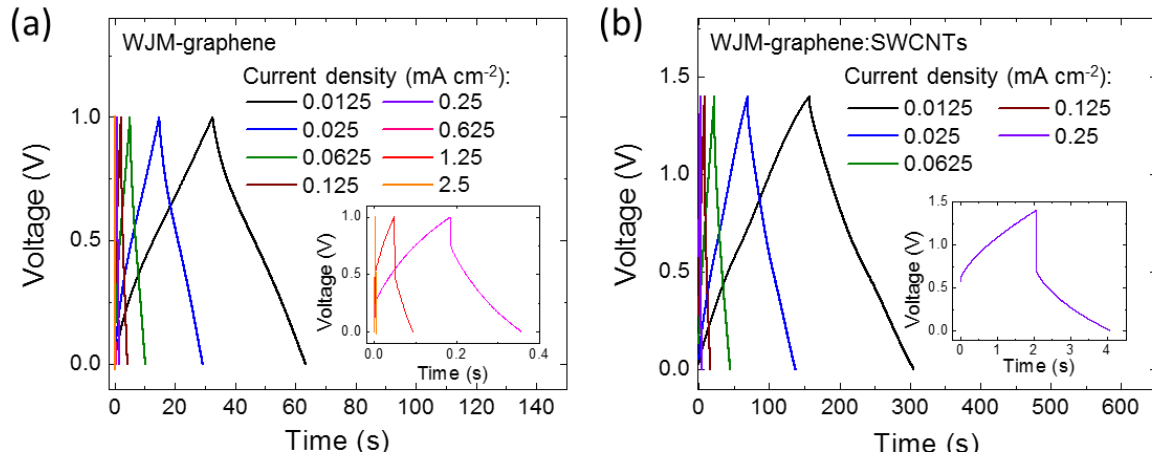 (a)
WJM-graphene
Current density (mA cm⁻²):
0.0125 0.25
0.025 0.625
0.0625 1.25
0.125 2.5
Voltage (V)
1.0
0.5
0.0
0 20 40 60 80 100 120 140
Time (s)
Voltage (V)
1.0
0.5
0.0
0.0 0.2 0.4
Time (s)
(b)
WJM-graphene:SWCNTs
Current density (mA cm⁻²):
0.0125 0.125
0.025 0.25
0.0625
Voltage (V)
1.5
1.0
0.5
0.0
0 100 200 300 400 500 600
Time (s)
Voltage (V)
1.5
1.0
0.5
0.0
0 1 2 3 4
Time (s)